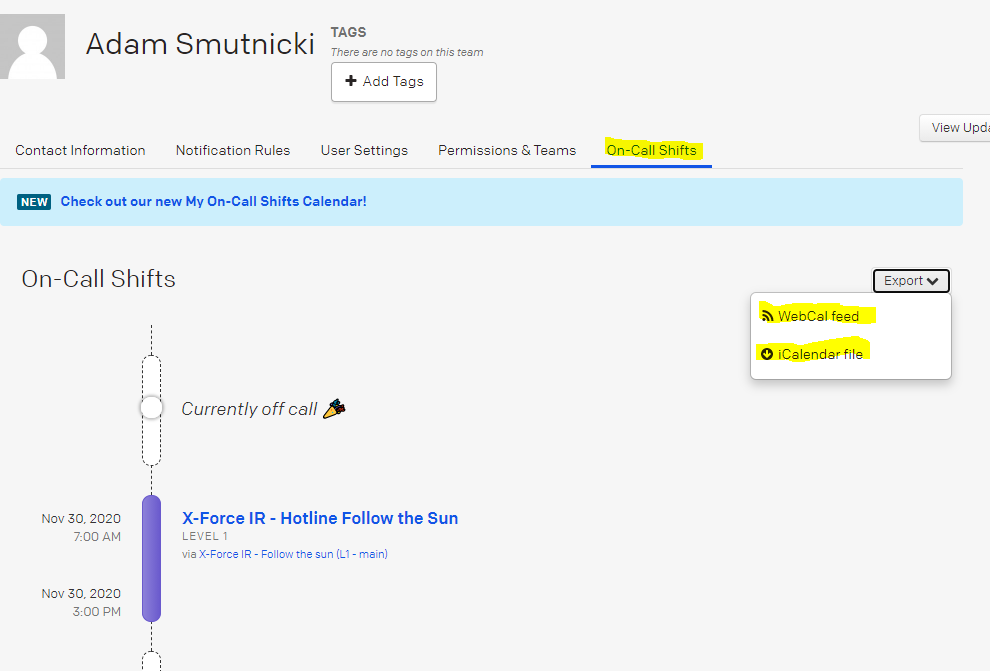 Adam Smutnicki
TAGS
There are no tags on this team
Add Tags
View Upda
Contact Information
Notification Rules
User Settings
Permissions & Teams
On-Call Shifts
NEW Check out our new My On-Call Shifts Calendar!
On-Call Shifts
Export
WebCal feed
iCalendar file
Currently off call
Nov 30, 2020
7:00 AM
X-Force IR - Hotline Follow the Sun
LEVEL 1
via X-Force IR - Follow the sun (L1 - main)
Nov 30, 2020
3:00 PM